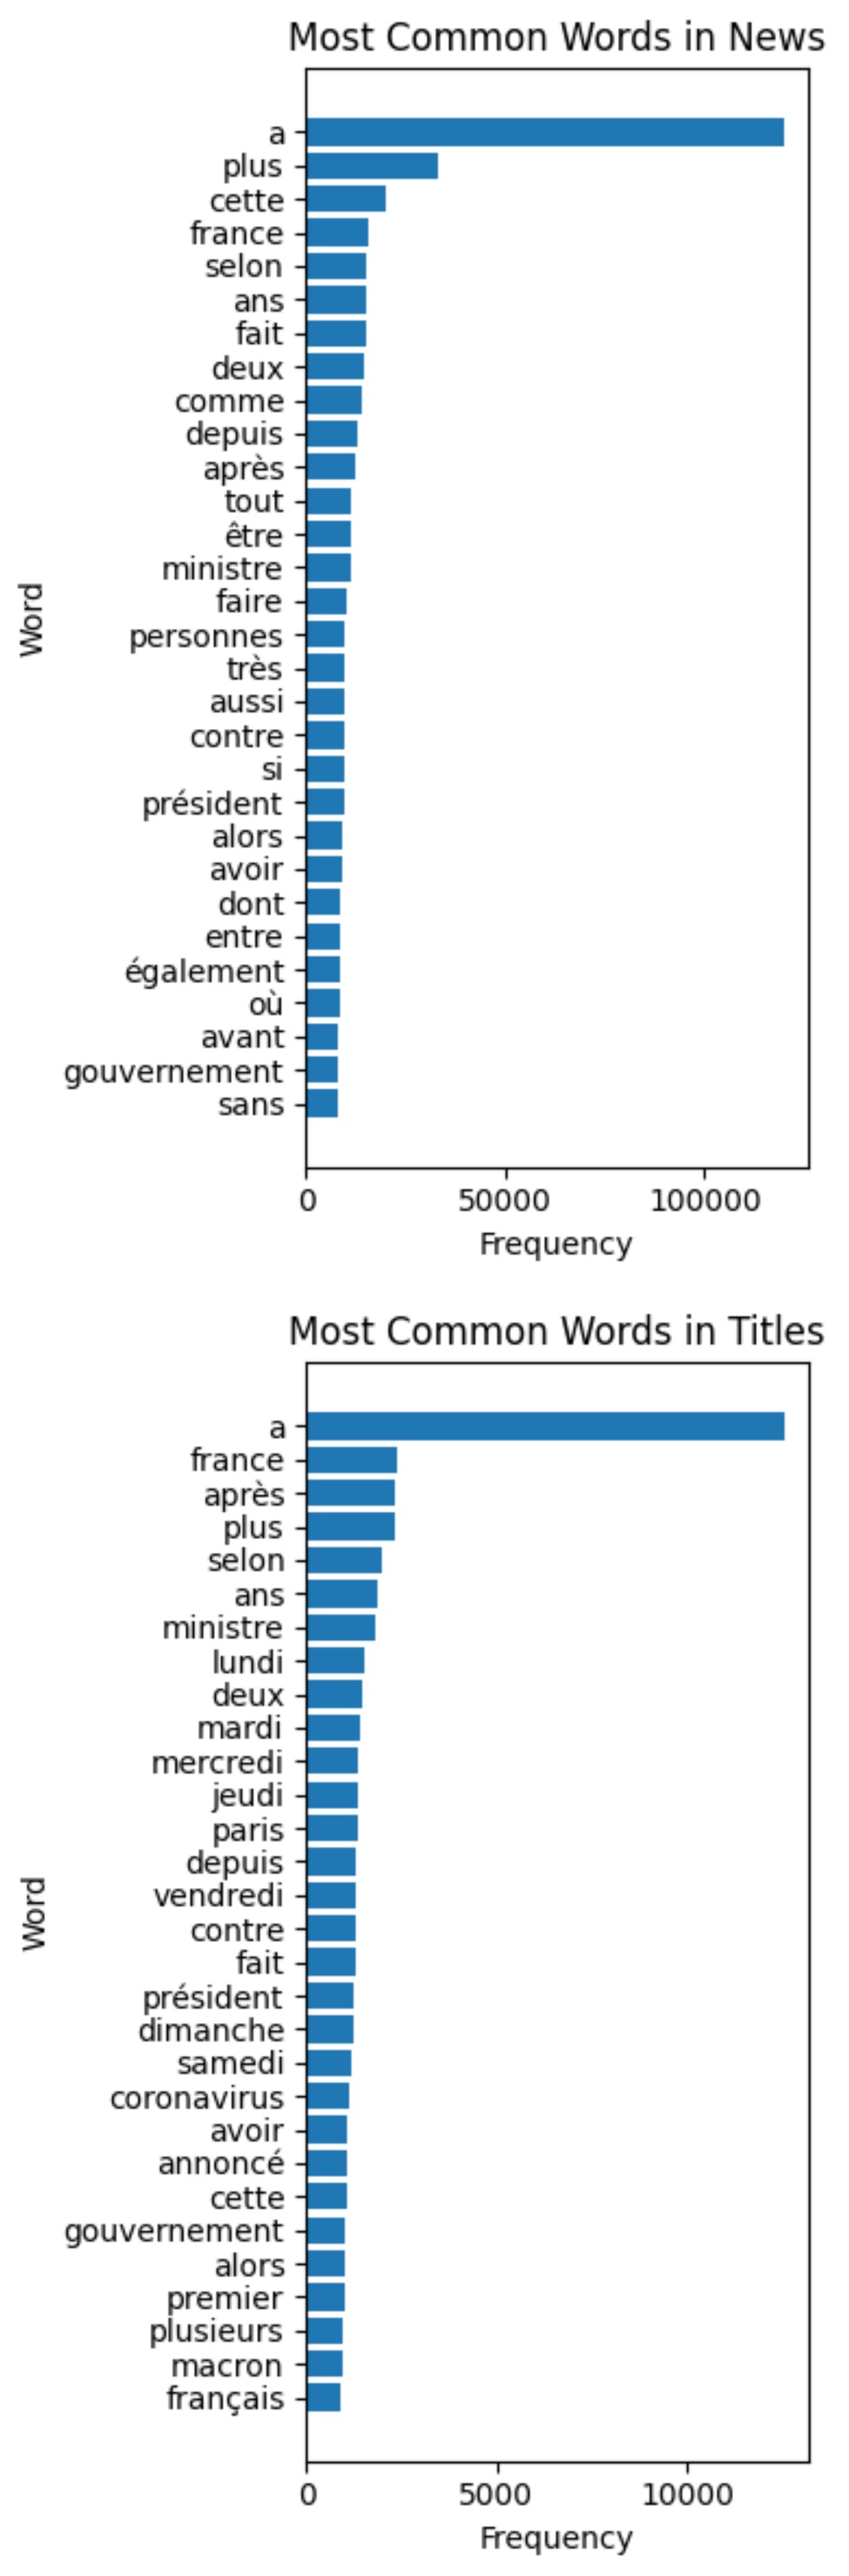 Most Common Words in News
a
plus
cette
france
selon
ans
fait
deux
comme
depuis
après
tout
être
ministre
faire
personnes
très
aussi
contre
si
président
alors
avoir
dont
entre
également
où
avant
gouvernement
sans
Word
0 50000 100000
Frequency
Most Common Words in Titles
a
france
après
plus
selon
ans
ministre
lundi
deux
mardi
mercredi
jeudi
paris
depuis
vendredi
contre
fait
président
dimanche
samedi
coronavirus
avoir
annoncé
cette
gouvernement
alors
premier
plusieurs
macron
français
Word
0 5000 10000
Frequency